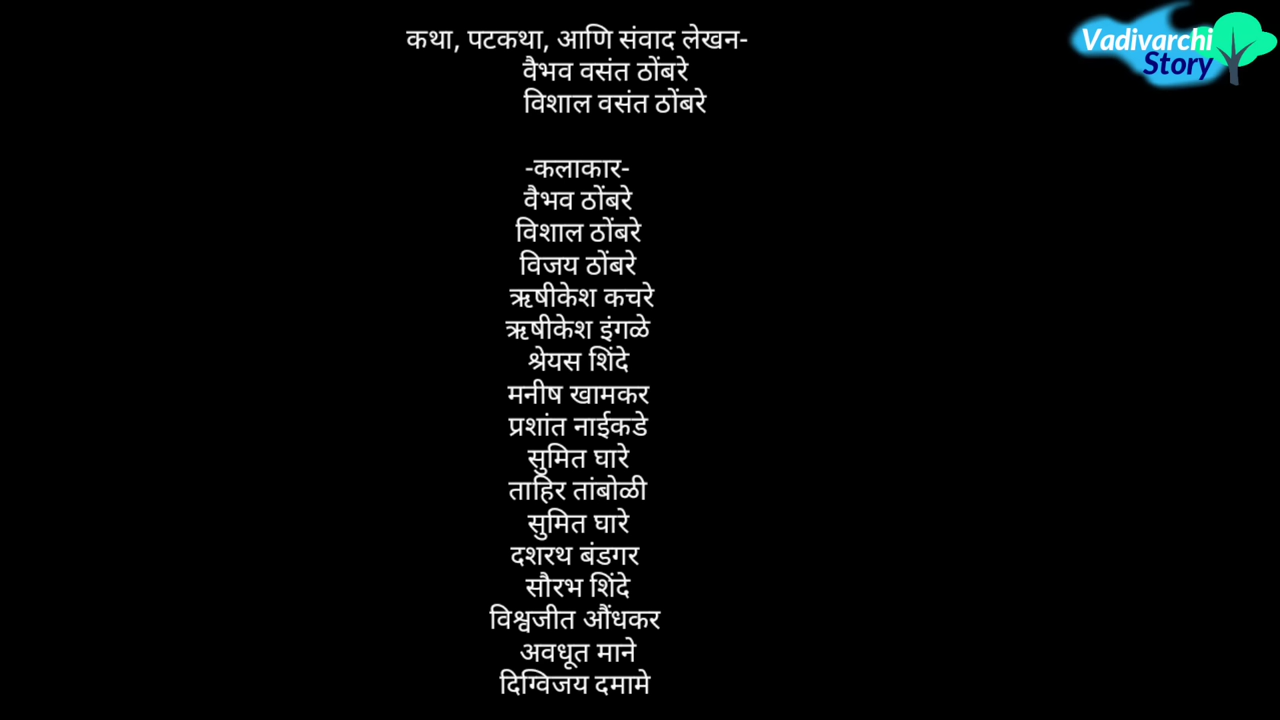 कथा, पटकथा, आणि संवाद लेखन-
वैभव वसंत ठोंबरे
विशाल वसंत ठोंबरे
-कलाकार-
वैभव ठोंबरे
विशाल ठोंबरे
विजय ठोंबरे
ऋषीकेश कचरे
ऋषीकेश इंगळे
श्रेयस शिंदे
मनीष खामकर
प्रशांत नाईकडे
सुमित घारे
ताहिर तांबोळी
सुमित घारे
दशरथ बंडगर
सौरभ शिंदे
विश्वजीत औंधकर
अवधूत माने
दिग्विजय दमामे
Vadivarchi
Story